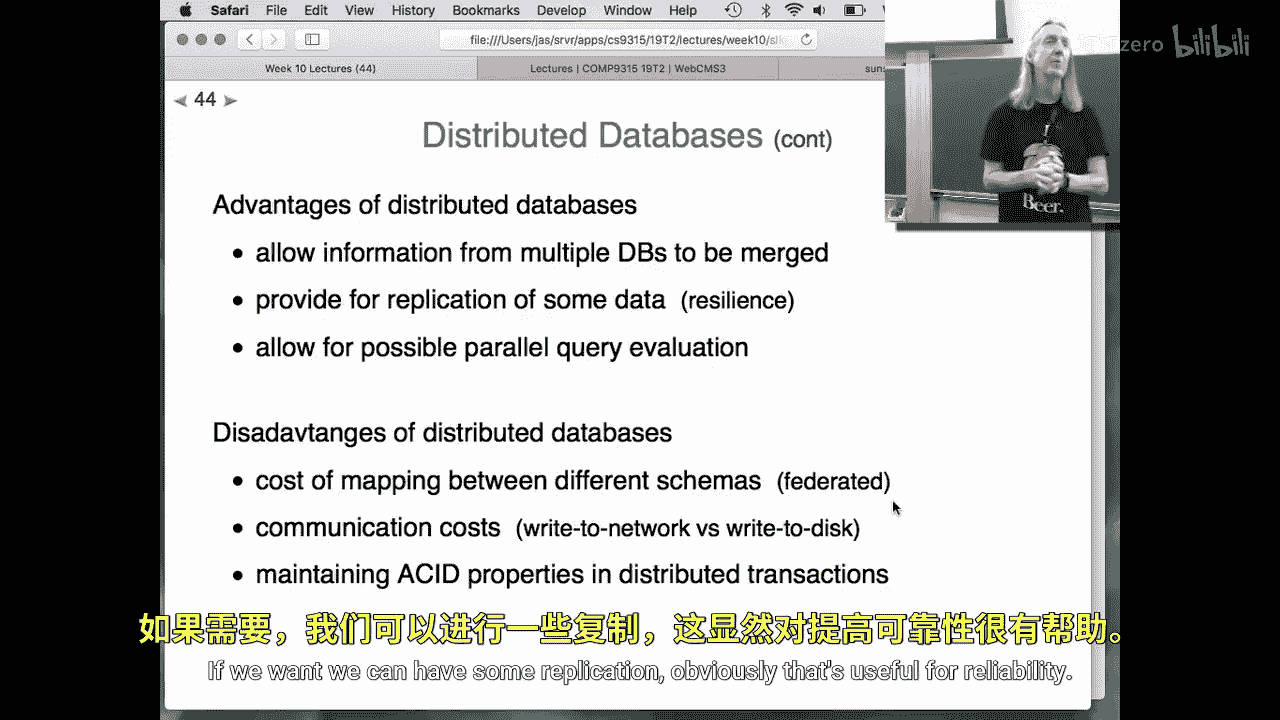 Safari File Edit View History Bookmarks Develop Window Help
file:///Users/jas/srvr/apps/cs9315/19T2/lectures/week10/
Week 10 Lectures (44)
Lectures | COMP9315 19T2 | WebCMS3
zero bilibili
44
Distributed Databases (cont)
Advantages of distributed databases
• allow information from multiple DBs to be merged
• provide for replication of some data (resilience)
• allow for possible parallel query evaluation
Disadavtanges of distributed databases
• cost of mapping between different schemas (federated)
• communication costs (write-to-network vs write-to-disk)
• maintaining ACID properties in distributed transactions
Beer.
如果需要，我们可以进行一些复制，这显然对提高可靠性很有帮助。
If we want we can have some replication, obviously that's useful for reliability.